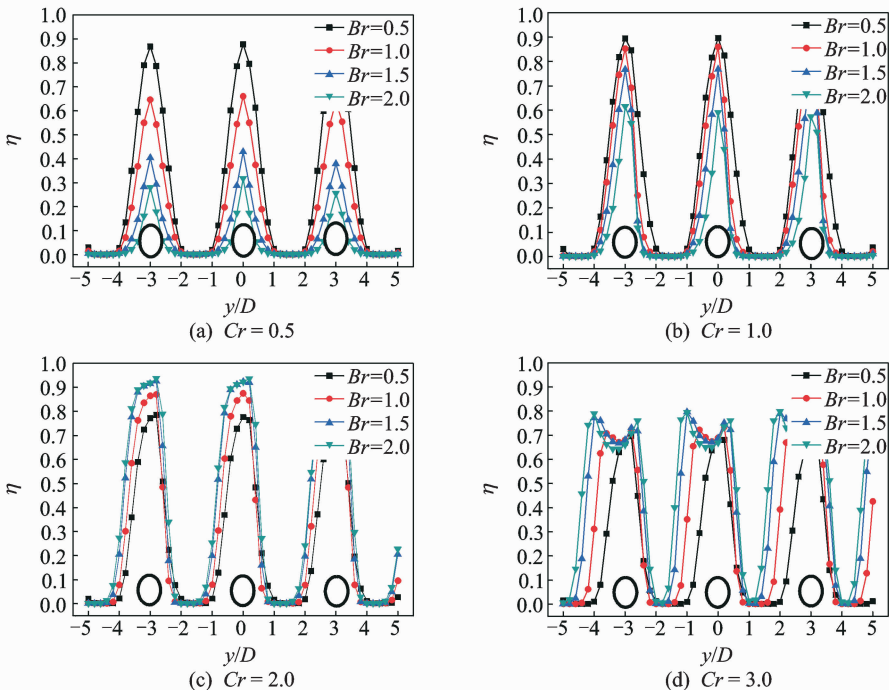 1.0
0.9
0.8
0.7
0.6
0.5
0.4
0.3
0.2
0.1
0.0
η
Br=0.5
Br=1.0
Br=1.5
Br=2.0
−5 −4 −3 −2 −1 0 1 2 3 4 5
y/D
(a) Cr = 0.5
1.0
0.9
0.8
0.7
0.6
0.5
0.4
0.3
0.2
0.1
0.0
η
Br=0.5
Br=1.0
Br=1.5
Br=2.0
−5 −4 −3 −2 −1 0 1 2 3 4 5
y/D
(b) Cr = 1.0
1.0
0.9
0.8
0.7
0.6
0.5
0.4
0.3
0.2
0.1
0.0
η
Br=0.5
Br=1.0
Br=1.5
Br=2.0
−5 −4 −3 −2 −1 0 1 2 3 4 5
y/D
(c) Cr = 2.0
1.0
0.9
0.8
0.7
0.6
0.5
0.4
0.3
0.2
0.1
0.0
η
Br=0.5
Br=1.0
Br=1.5
Br=2.0
−5 −4 −3 −2 −1 0 1 2 3 4 5
y/D
(d) Cr = 3.0